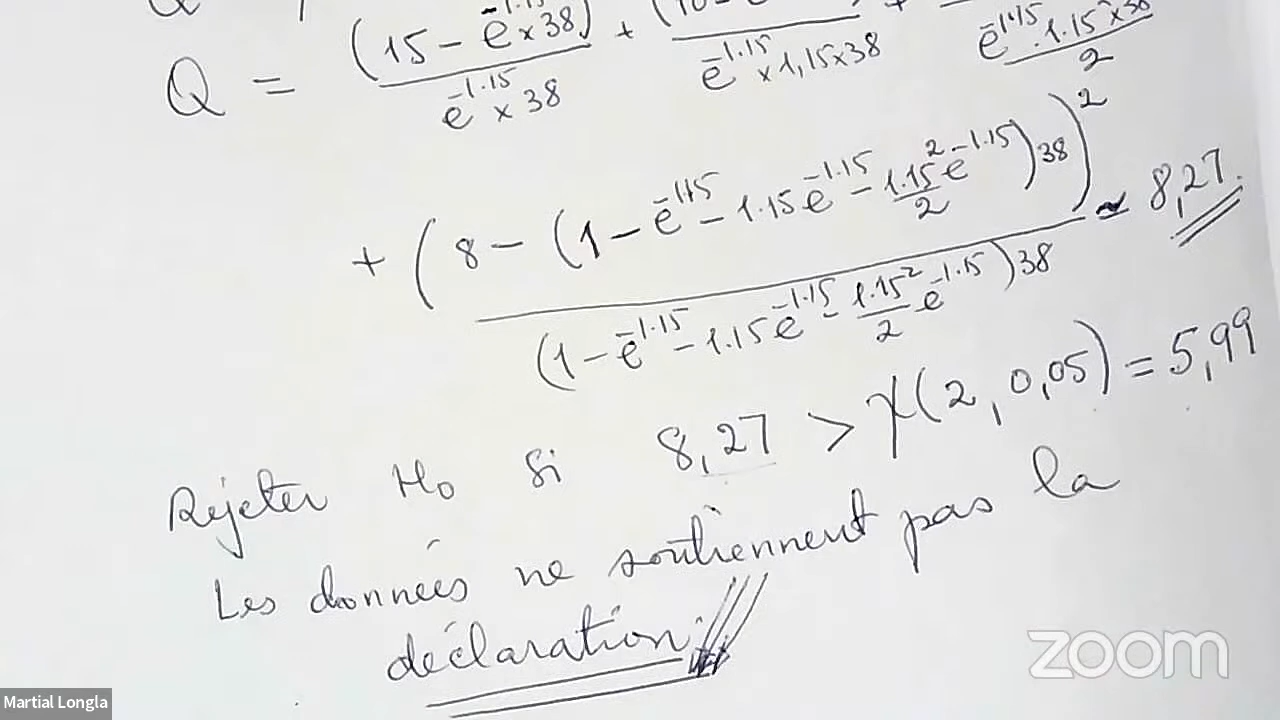 Q = (15 - e^-1.15 × 38) / (e^-1.15 × 38) + / (e^-1.15 × 1,15 × 38) + / (e^-1.15 . 1.15² × 38 / 2)
+ (8 - (1 - e^-1.15 - 1.15 e^-1.15 - 1.15²/2 e^-1.15) 38)² / ((1 - e^-1.15 - 1.15 e^-1.15 - 1.15²/2 e^-1.15) 38) ≃ 8,27.
Rejeter H₀ si 8,27 > χ(2, 0,05) = 5,99
Les données ne soutiennent pas la
déclaration.
zoom
Martial Longla